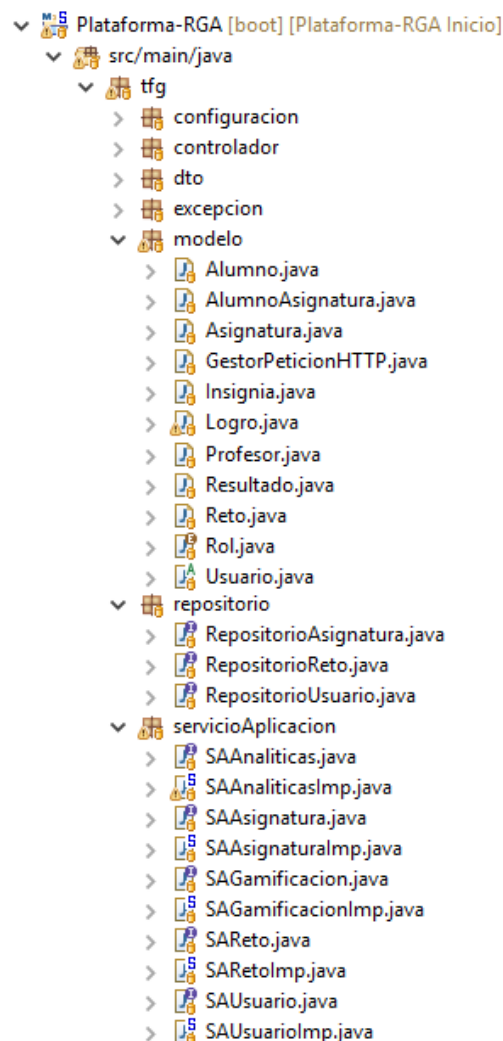 Plataforma-RGA [boot] [Plataforma-RGA Inicio]
src/main/java
tfg
configuracion
controlador
dto
excepcion
modelo
Alumno.java
AlumnoAsignatura.java
Asignatura.java
GestorPeticionHTTP.java
Insignia.java
Logro.java
Profesor.java
Resultado.java
Reto.java
Rol.java
Usuario.java
repositorio
RepositorioAsignatura.java
RepositorioReto.java
RepositorioUsuario.java
servicioAplicacion
SAAnaliticas.java
SAAnaliticasImp.java
SAAsignatura.java
SAAsignaturaImp.java
SAGamificacion.java
SAGamificacionImp.java
SAReto.java
SARetoImp.java
SAUsuario.java
SAUsuarioImp.java